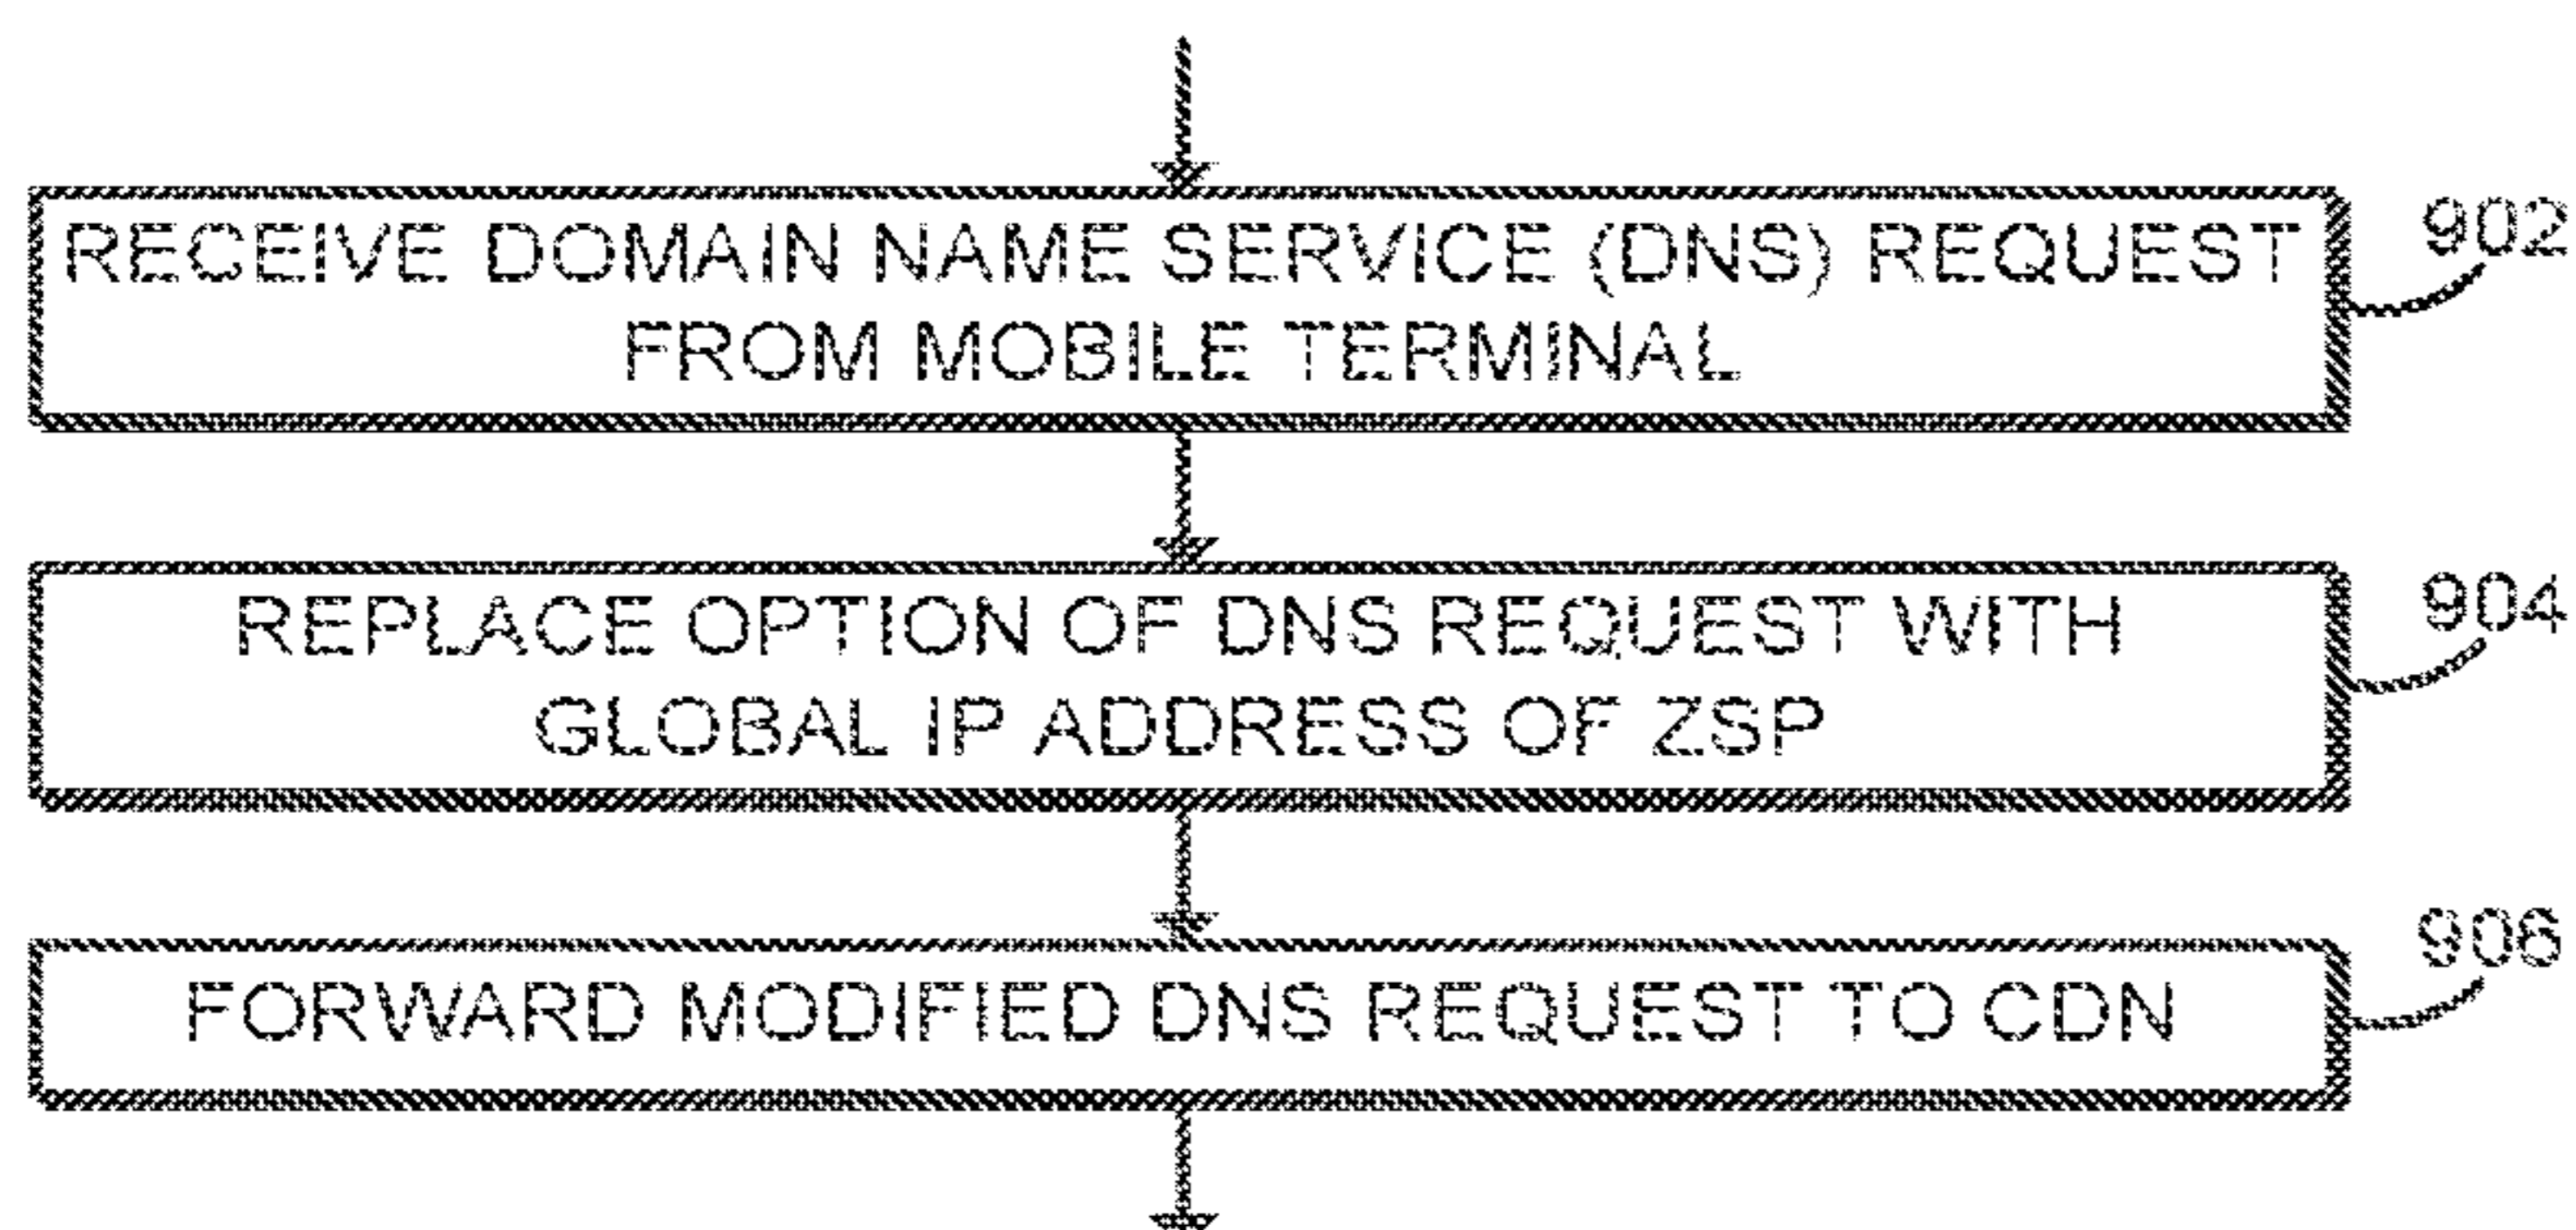 RECEIVE DOMAIN NAME SERVICE (DNS) REQUEST
FROM MOBILE TERMINAL
902
REPLACE OPTION OF DNS REQUEST WITH
GLOBAL IP ADDRESS OF ZSP
904
FORWARD MODIFIED DNS REQUEST TO CDN
906